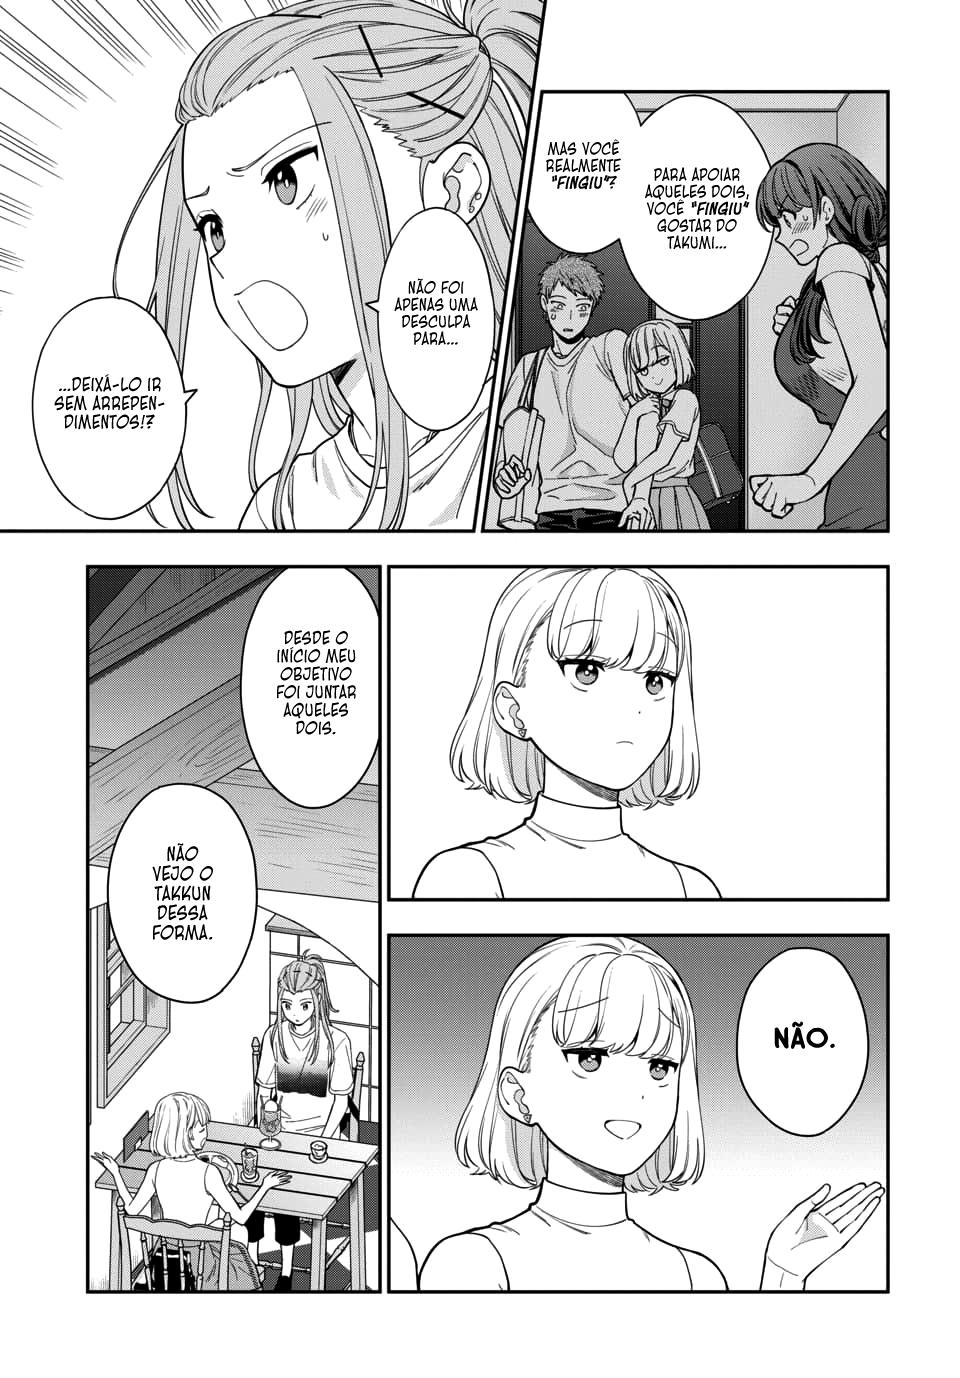 PARA APOIAR
AQUELES DOIS,
VOCÊ "FINGIU"
GOSTAR DO
TAKUMI...
MAS VOCÊ
REALMENTE
"FINGIU"?
NÃO FOI
APENAS UMA
DESCULPA
PARA...
...DEIXÁ-LO IR
SEM ARREPEN-
DIMENTOS!?
NÃO.
DESDE O
INÍCIO MEU
OBJETIVO
FOI JUNTAR
AQUELES
DOIS.
NÃO
VEJO O
TAKKUN
DESSA
FORMA.